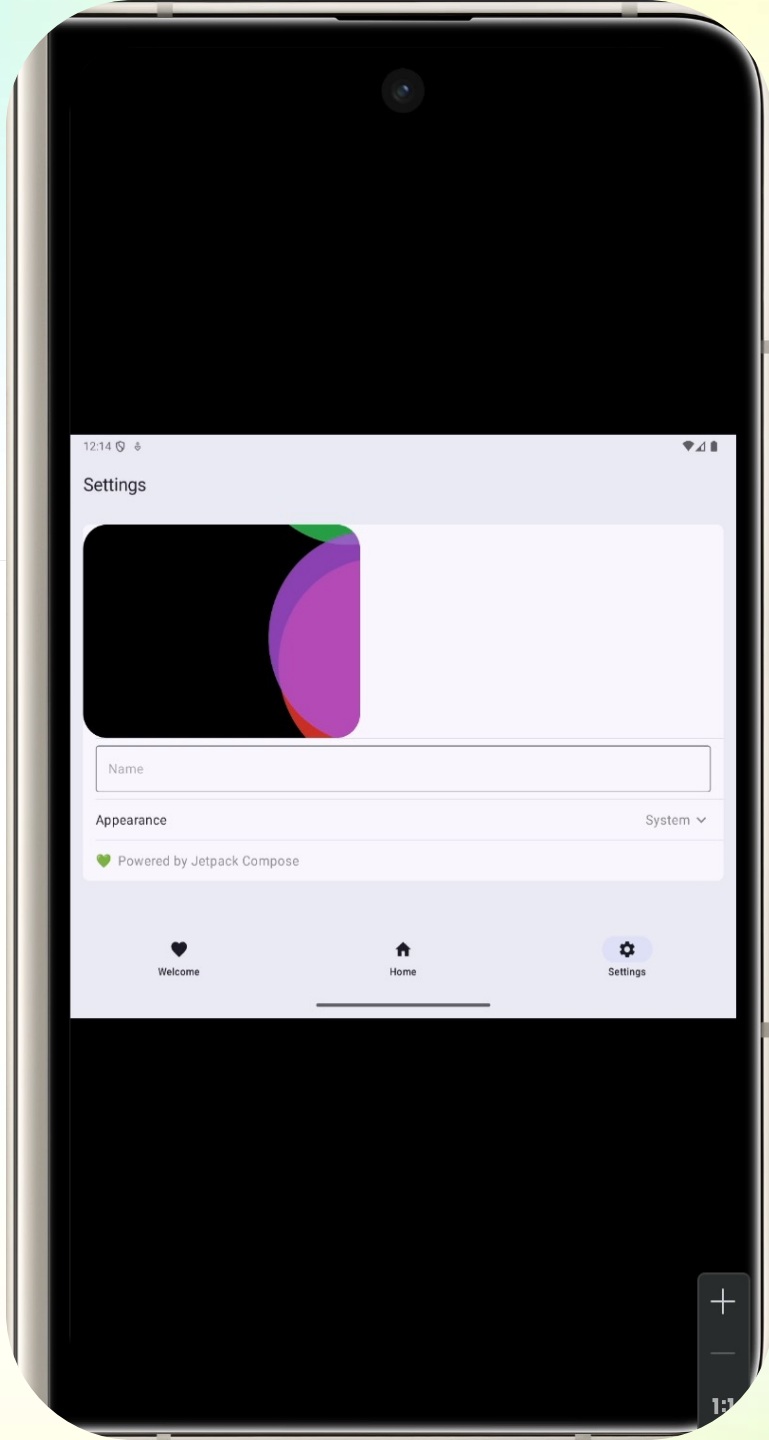 12:14
Settings
Name
Appearance
System
💚 Powered by Jetpack Compose
Welcome
Home
Settings
1:1